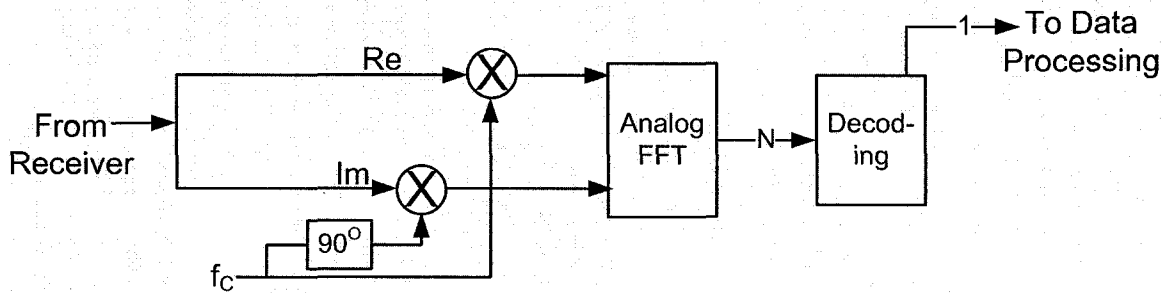 From
Receiver
Re
Im
90°
fC
Analog
FFT
N
Decod-
ing
1
To Data
Processing